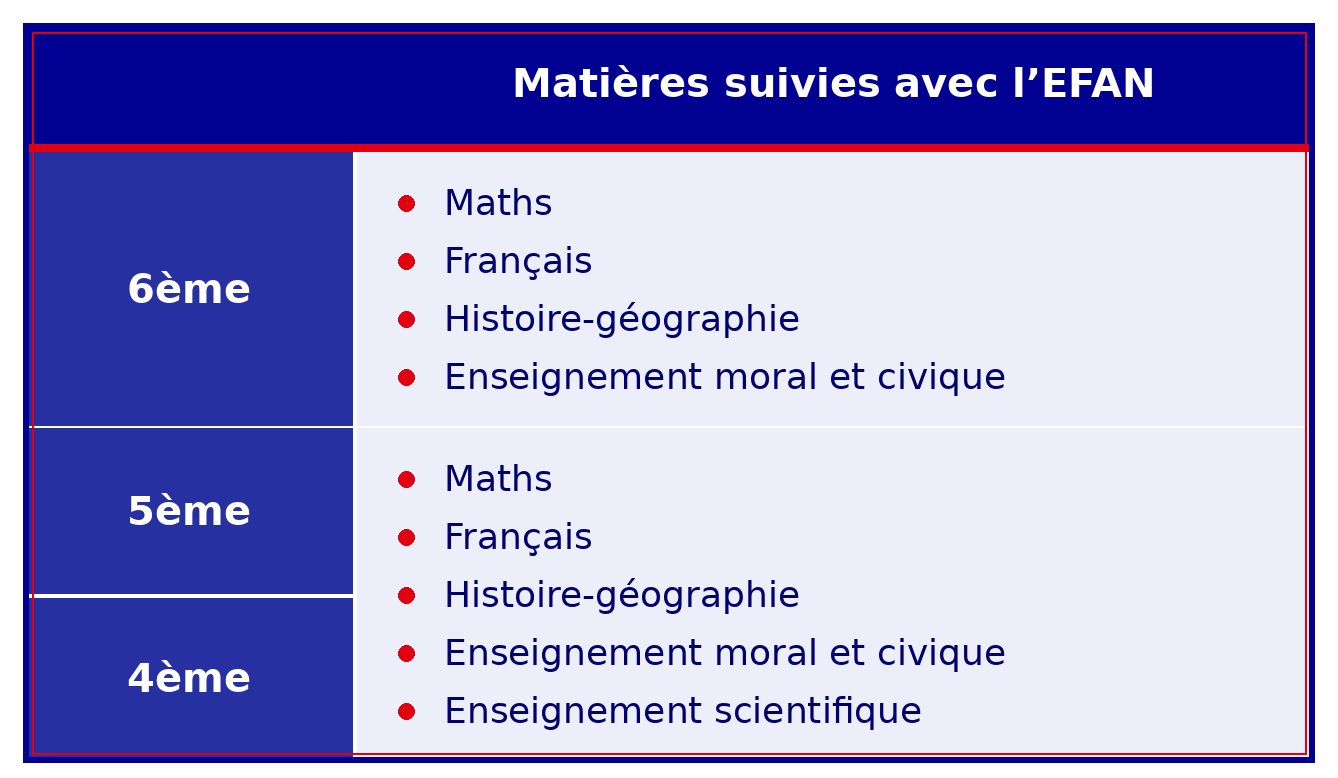 Matières suivies avec l’EFAN
6ème
Maths
Français
Histoire-géographie
Enseignement moral et civique
5ème
4ème
Maths
Français
Histoire-géographie
Enseignement moral et civique
Enseignement scientifique